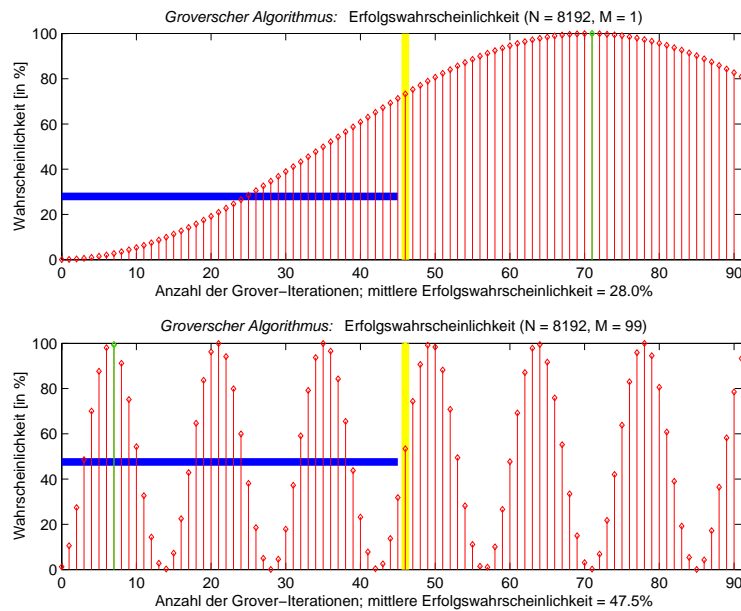 Groverscher Algorithmus: Erfolgswahrscheinlichkeit (N = 8192, M = 1)
100
80
60
40
20
0
Wahrscheinlichkeit [in %]
0 10 20 30 40 50 60 70 80 90
Anzahl der Grover−Iterationen; mittlere Erfolgswahrscheinlichkeit = 28.0%
Groverscher Algorithmus: Erfolgswahrscheinlichkeit (N = 8192, M = 99)
100
80
60
40
20
0
Wahrscheinlichkeit [in %]
0 10 20 30 40 50 60 70 80 90
Anzahl der Grover−Iterationen; mittlere Erfolgswahrscheinlichkeit = 47.5%